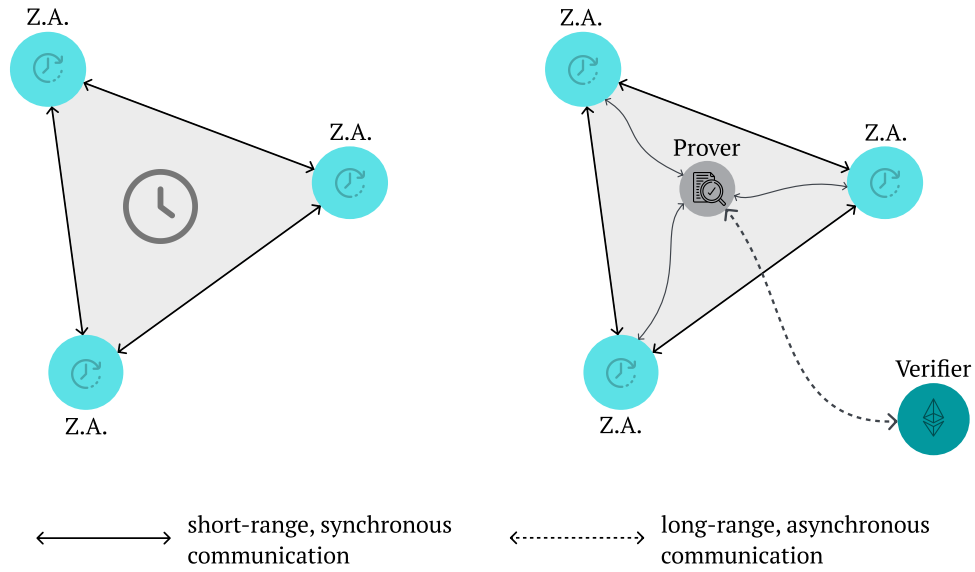 Z.A.
Z.A.
Z.A.
Z.A.
Prover
Z.A.
Z.A.
Verifier
short-range, synchronous
communication
long-range, asynchronous
communication